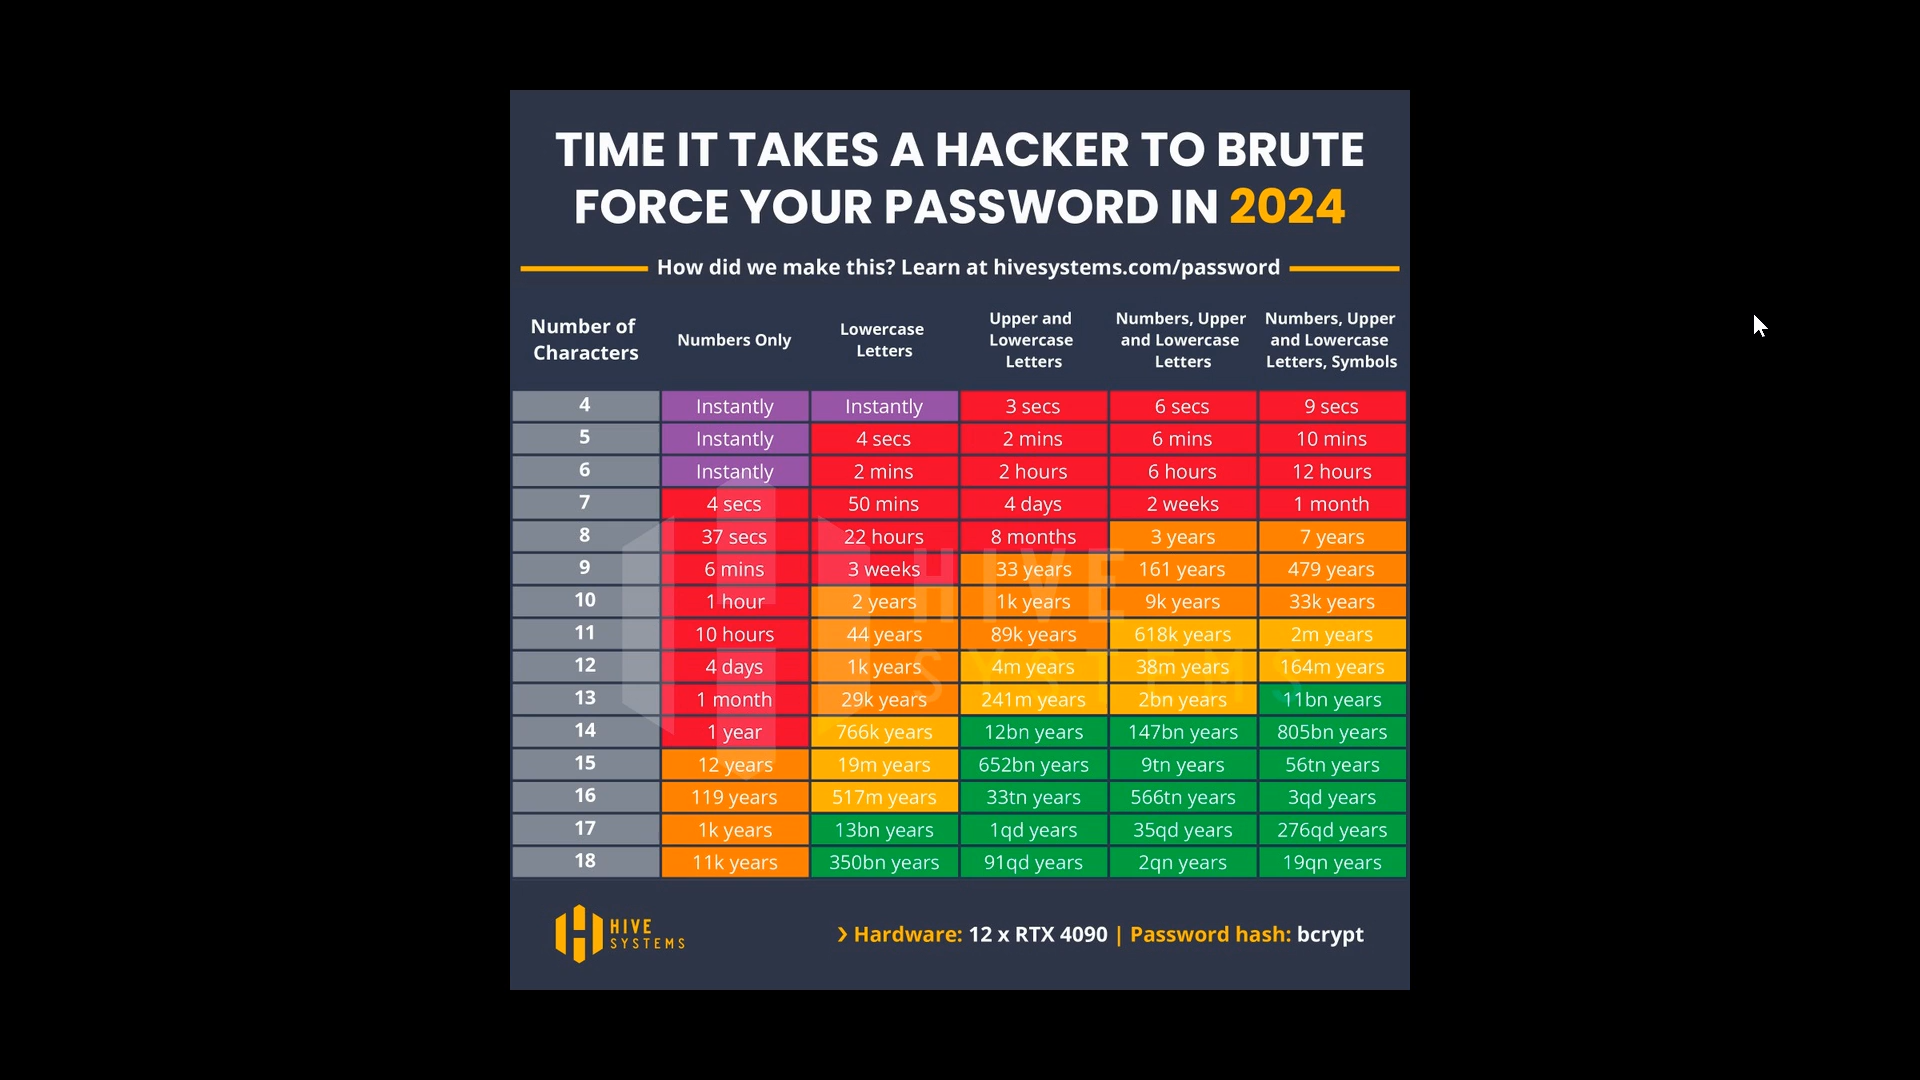 TIME IT TAKES A HACKER TO BRUTE
FORCE YOUR PASSWORD IN 2024
How did we make this? Learn at hivesystems.com/password
Number of
Characters
Numbers Only
Lowercase
Letters
Upper and
Lowercase
Letters
Numbers, Upper
and Lowercase
Letters
Numbers, Upper
and Lowercase
Letters, Symbols
4 Instantly Instantly 3 secs 6 secs 9 secs
5 Instantly 4 secs 2 mins 6 mins 10 mins
6 Instantly 2 mins 2 hours 6 hours 12 hours
7 4 secs 50 mins 4 days 2 weeks 1 month
8 37 secs 22 hours 8 months 3 years 7 years
9 6 mins 3 weeks 33 years 161 years 479 years
10 1 hour 2 years 1k years 9k years 33k years
11 10 hours 44 years 89k years 618k years 2m years
12 4 days 1k years 4m years 38m years 164m years
13 1 month 29k years 241m years 2bn years 11bn years
14 1 year 766k years 12bn years 147bn years 805bn years
15 12 years 19m years 652bn years 9tn years 56tn years
16 119 years 517m years 33tn years 566tn years 3qd years
17 1k years 13bn years 1qd years 35qd years 276qd years
18 11k years 350bn years 91qd years 2qn years 19qn years
HIVE
SYSTEMS
HIVE
SYSTEMS
› Hardware: 12 x RTX 4090 | Password hash: bcrypt